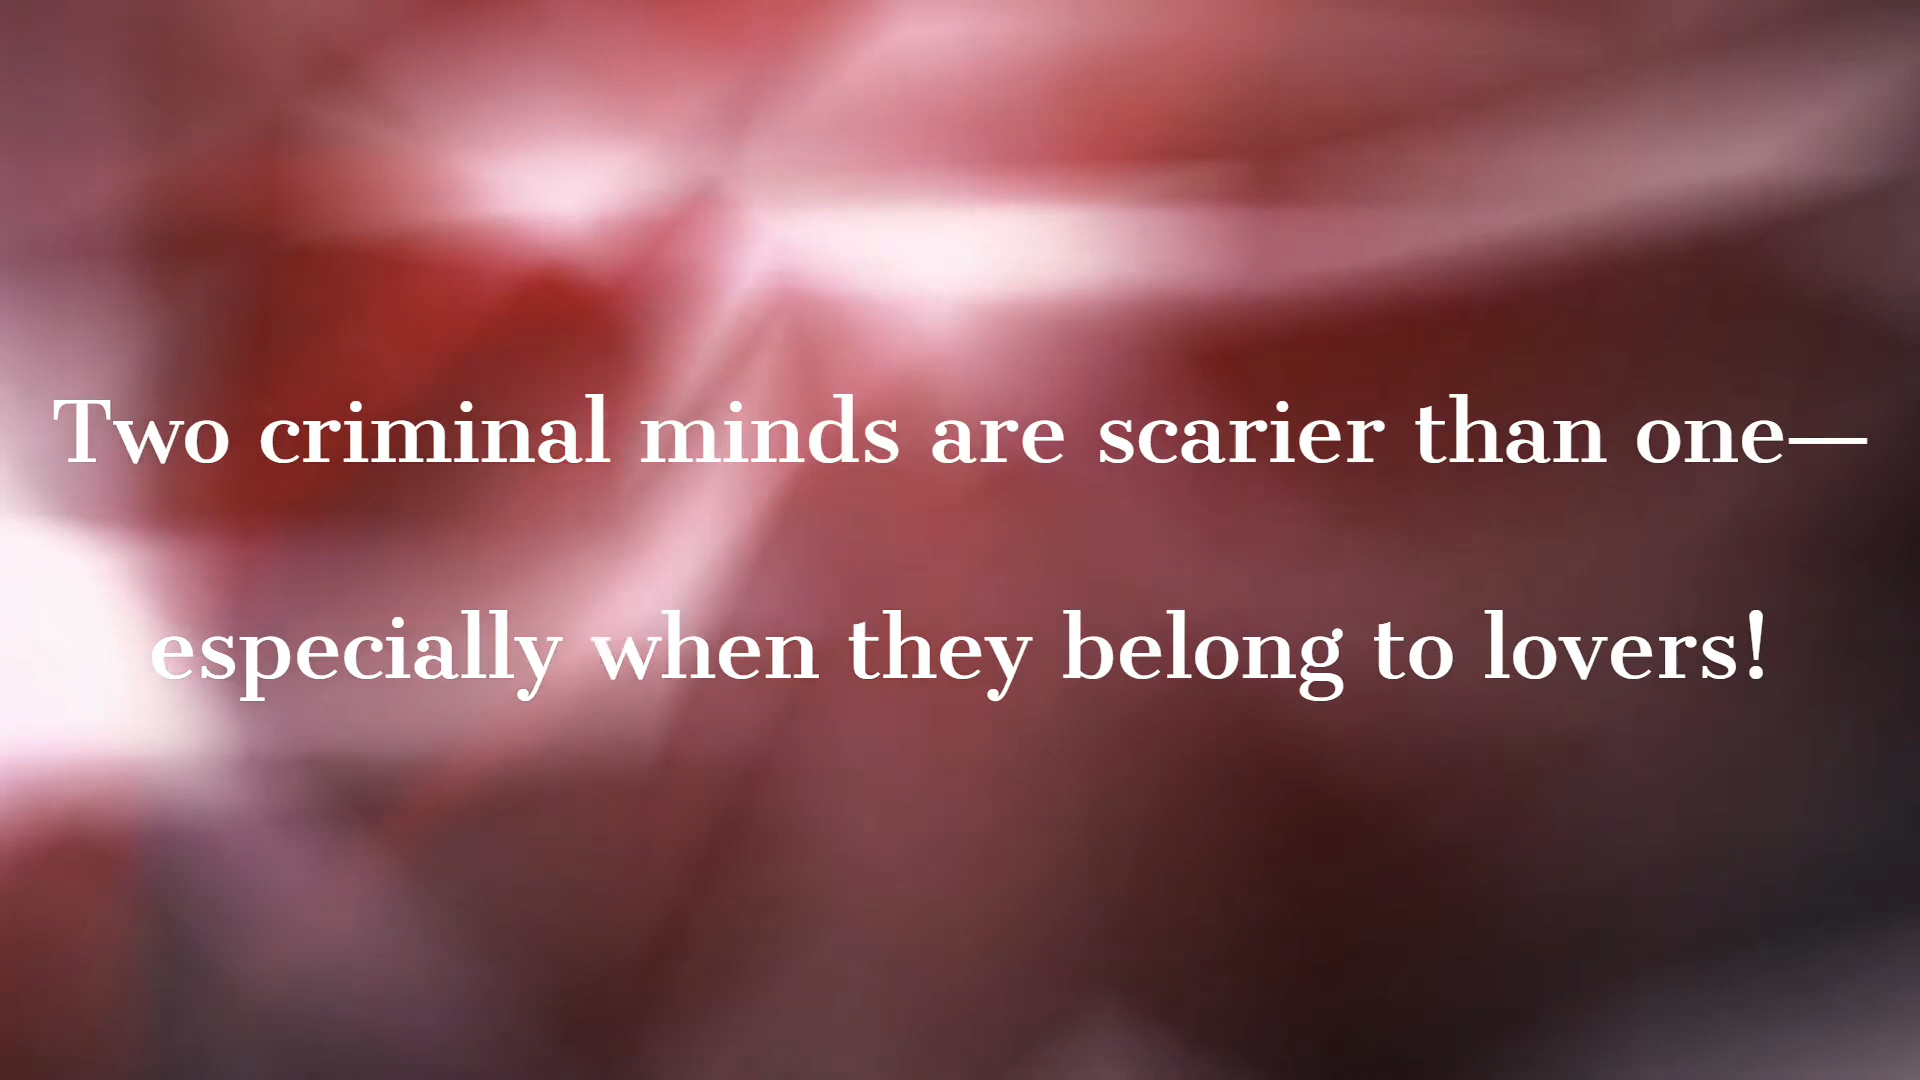 Two criminal minds are scarier than one—
especially when they belong to lovers!